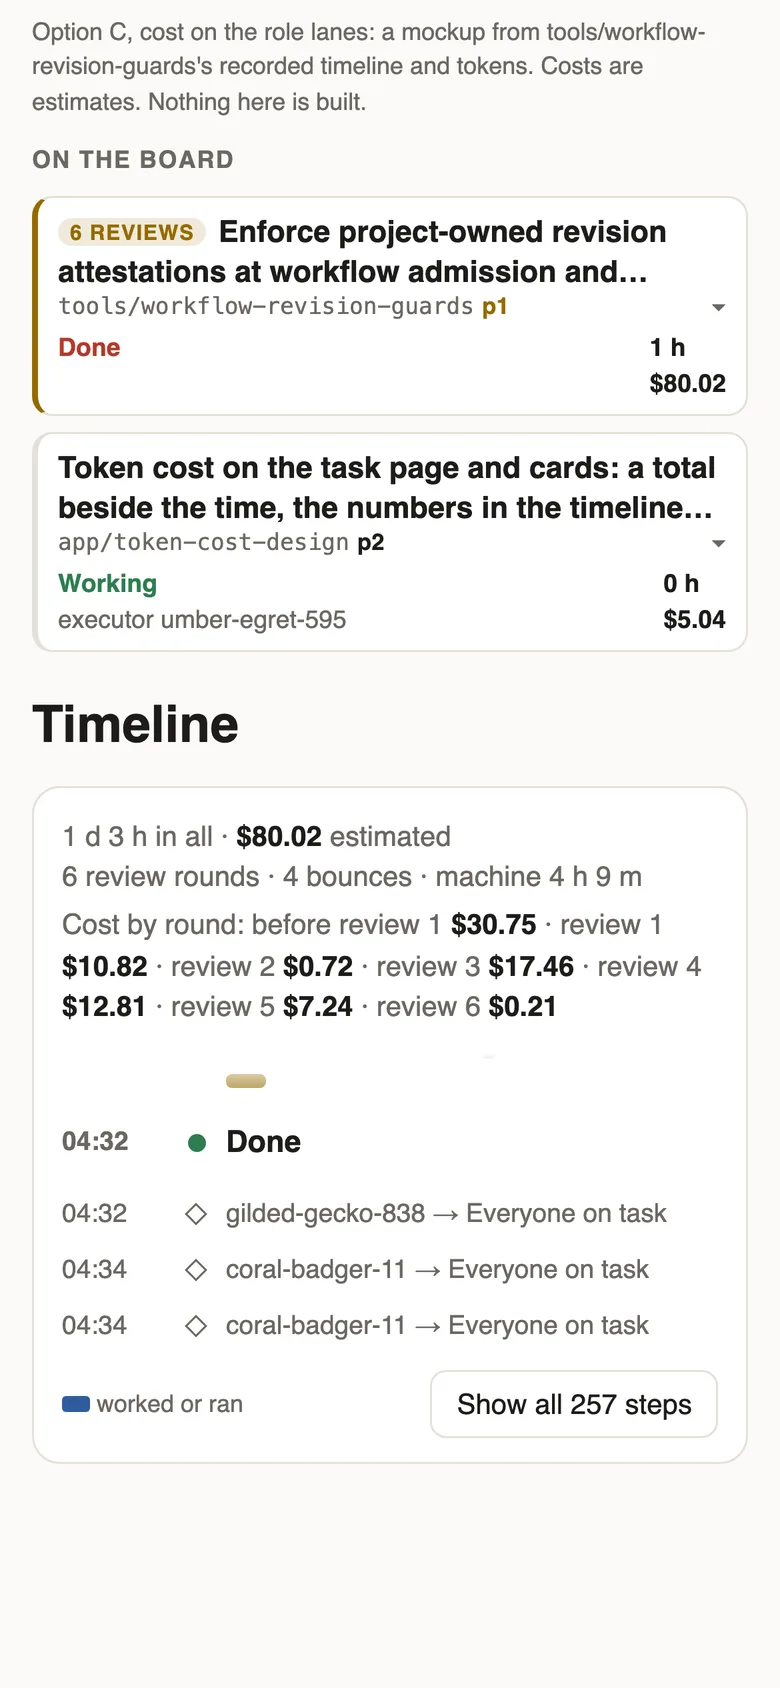 Option C, cost on the role lanes: a mockup from tools/workflow-
revision-guards's recorded timeline and tokens. Costs are
estimates. Nothing here is built.
ON THE BOARD
6 REVIEWS Enforce project-owned revision
attestations at workflow admission and…
tools/workflow-revision-guards p1
Done 1 h
$80.02
Token cost on the task page and cards: a total
beside the time, the numbers in the timeline…
app/token-cost-design p2
Working 0 h
executor umber-egret-595 $5.04
Timeline
1 d 3 h in all · $80.02 estimated
6 review rounds · 4 bounces · machine 4 h 9 m
Cost by round: before review 1 $30.75 · review 1
$10.82 · review 2 $0.72 · review 3 $17.46 · review 4
$12.81 · review 5 $7.24 · review 6 $0.21
04:32 Done
04:32 gilded-gecko-838 → Everyone on task
04:34 coral-badger-11 → Everyone on task
04:34 coral-badger-11 → Everyone on task
worked or ran Show all 257 steps